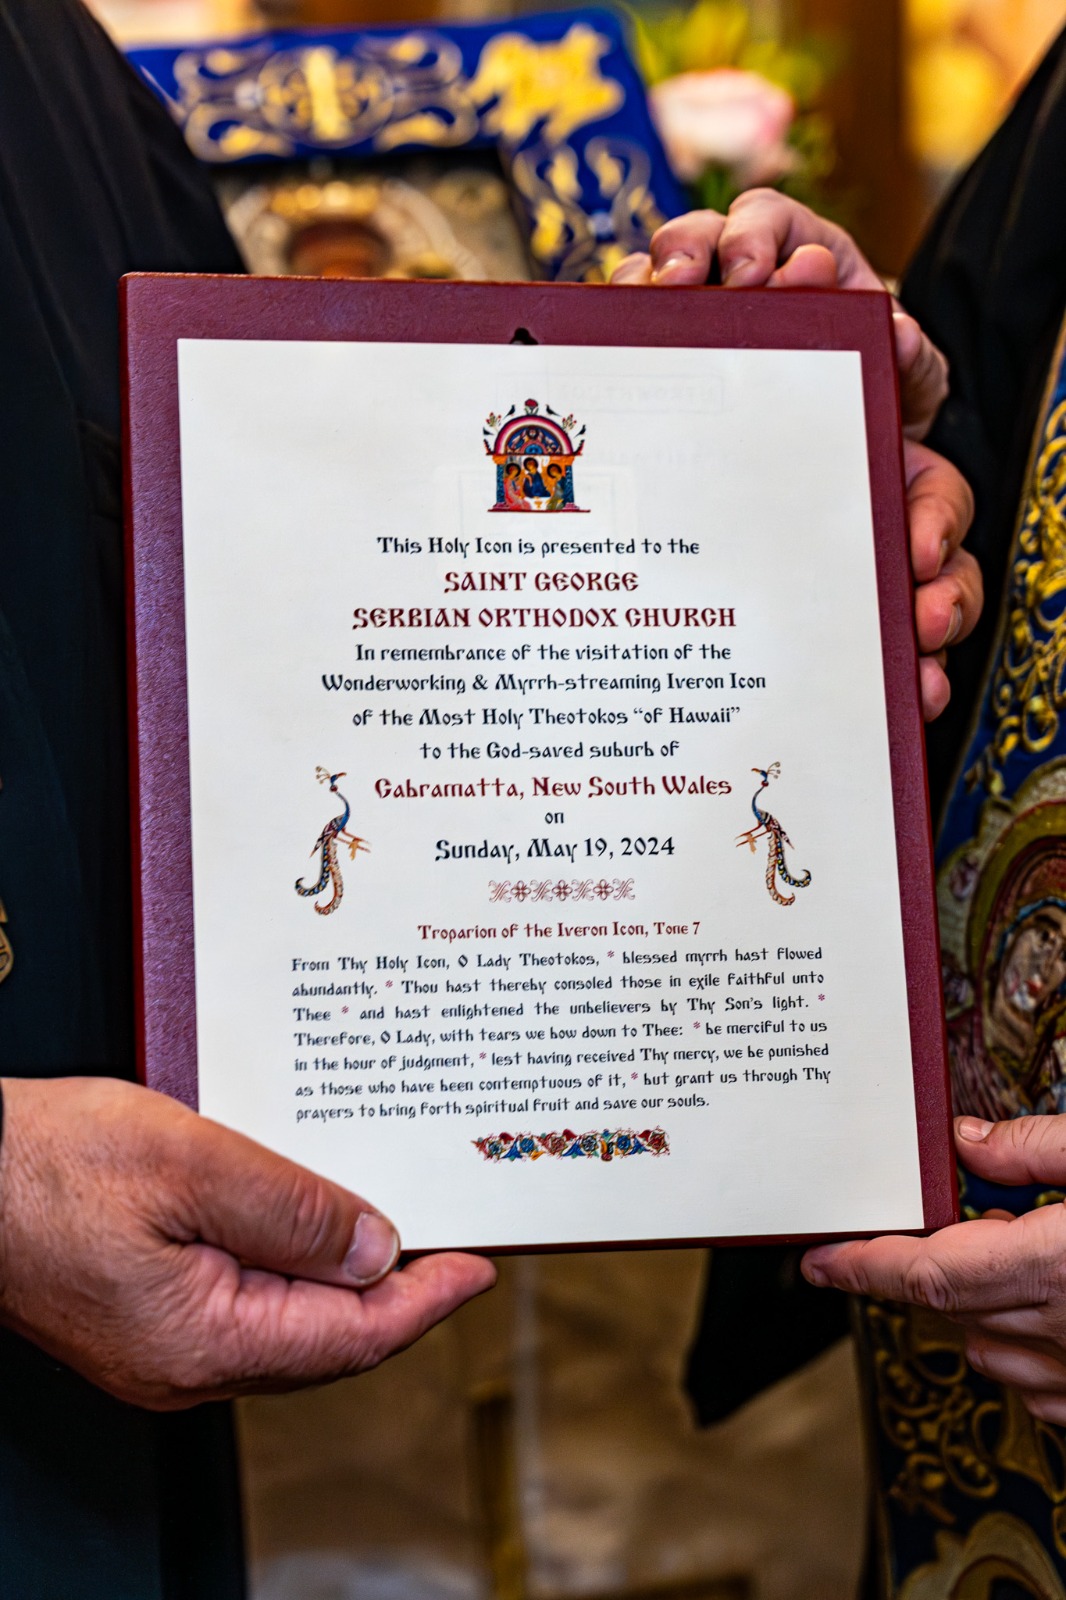 This Holy Icon is presented to the
SAINT GEORGE
SERBIAN ORTHODOX CHURCH
In remembrance of the visitation of the
Wonderworking & Myrrh-streaming Iveron Icon
of the Most Holy Theotokos “of Hawaii”
to the God-saved suburb of
Cabramatta, New South Wales
on
Sunday, May 19, 2024
Troparion of the Iveron Icon, Tone 7
From Thy Holy Icon, O Lady Theotokos, * blessed myrrh hast flowed
abundantly. * Thou hast thereby consoled those in exile faithful unto
Thee * and hast enlightened the unbelievers by Thy Son's light. *
Therefore, O Lady, with tears we bow down to Thee: * be merciful to us
in the hour of judgment, * lest having received Thy mercy, we be punished
as those who have been contemptuous of it, * but grant us through Thy
prayers to bring forth spiritual fruit and save our souls.